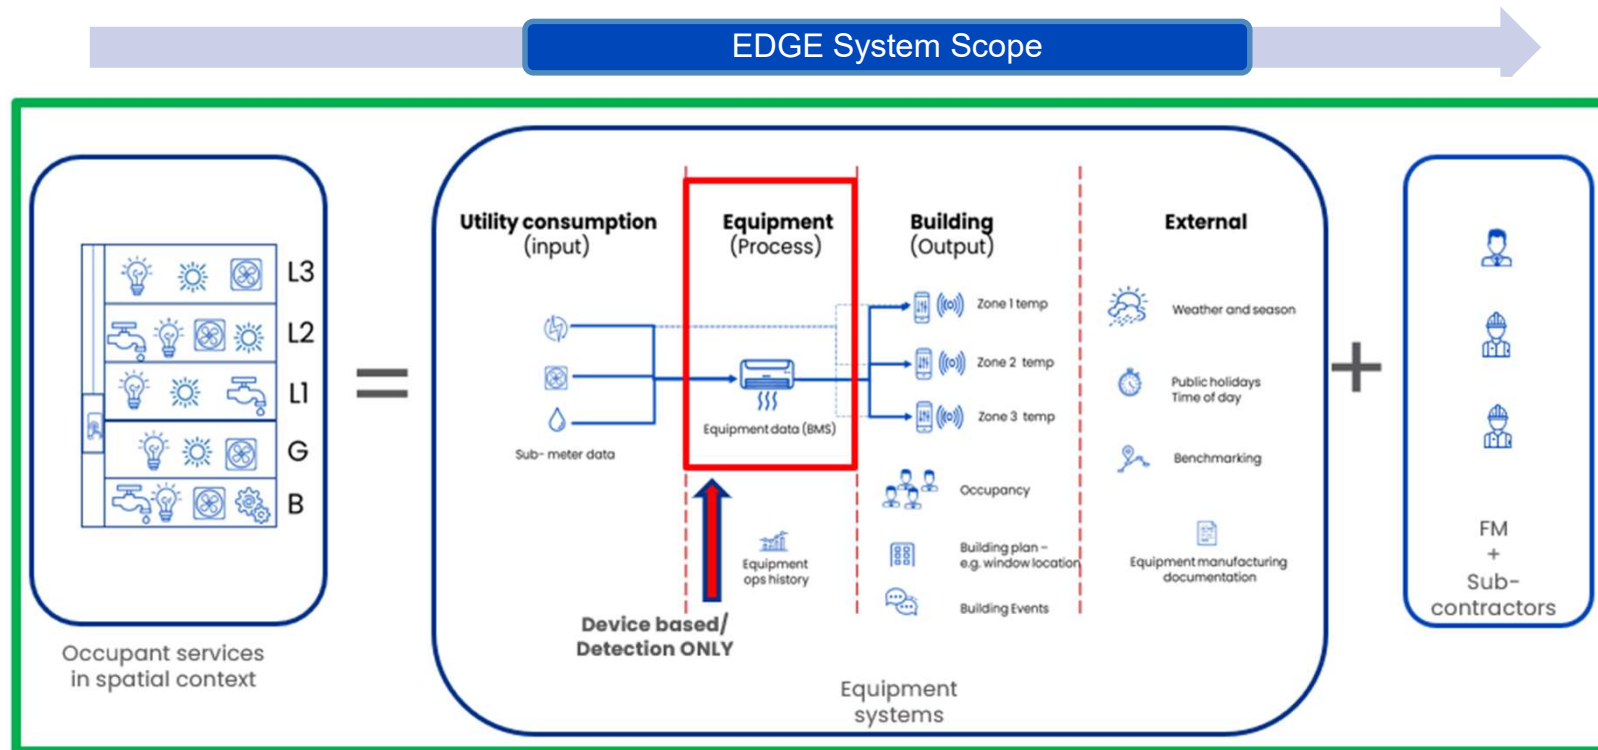 EDGE System Scope
L3
L2
L1
G
B
Occupant services
in spatial context
=
Utility consumption
(input)
Sub- meter data
Equipment
(Process)
Equipment data (BMS)
Equipment
ops history
Device based/
Detection ONLY
Building
(Output)
Zone 1 temp
Zone 2 temp
Zone 3 temp
Occupancy
Building plan –
e.g. window location
Building Events
External
Weather and season
Public holidays
Time of day
Benchmarking
Equipment manufacturing
documentation
Equipment
systems
+
FM
+
Sub-
contractors